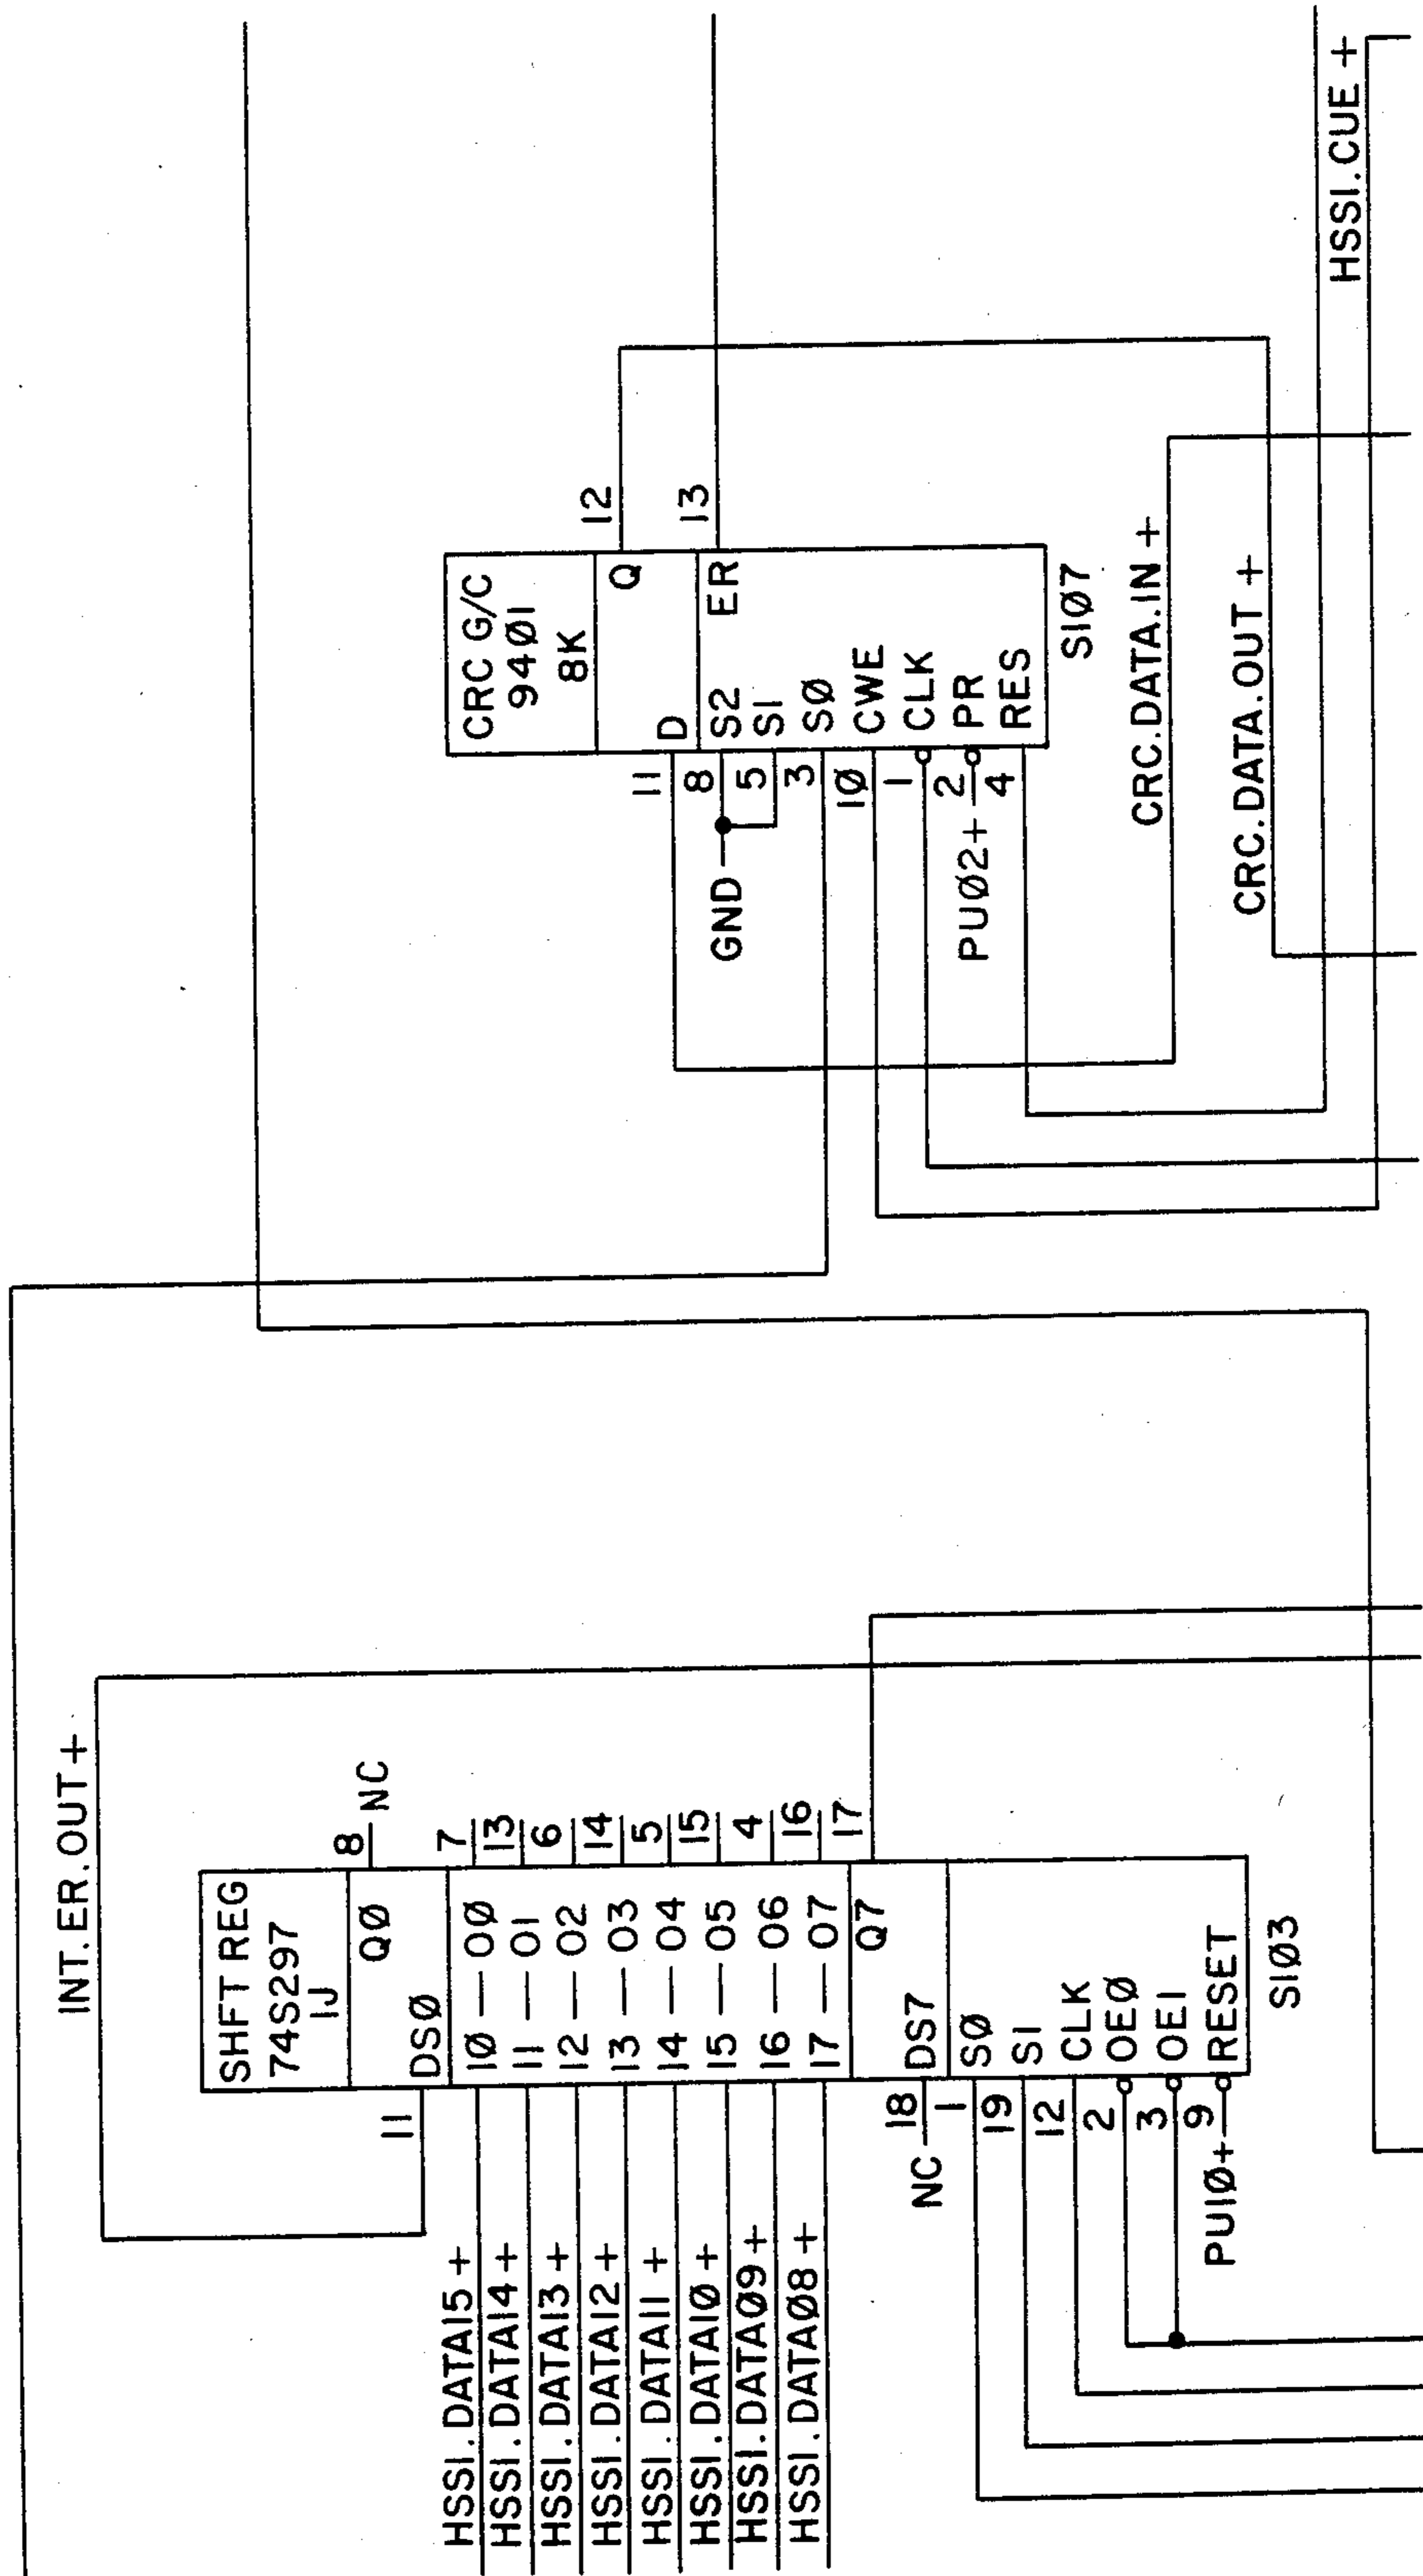 INT.ER.OUT +
SHFT REG
74S297
1J
QØ
8 NC
11
DSØ
HSSI.DATA15 +
1Ø — OØ
7
HSSI.DATA14 +
11 — O1
13
HSSI.DATA13 +
12 — O2
6
HSSI.DATA12 +
13 — O3
14
HSSI.DATA11 +
14 — O4
5
HSSI.DATA1Ø +
15 — O5
15
HSSI.DATAØ9 +
16 — O6
4
HSSI.DATAØ8 +
17 — O7
16
Q7
17
NC 18
DS7
1
SØ
19
S1
12
CLK
2
OEØ
3
OE1
PU1Ø+ 9
RESET
S1Ø3
CRC G/C
94Ø1
8K
Q
12
11
D
GND 8
S2
ER
13
5
S1
3
SØ
1Ø
CWE
1
CLK
PUØ2+ 2
PR
4
RES
S1Ø7
CRC.DATA.IN +
CRC.DATA.OUT +
HSSI.CUE +